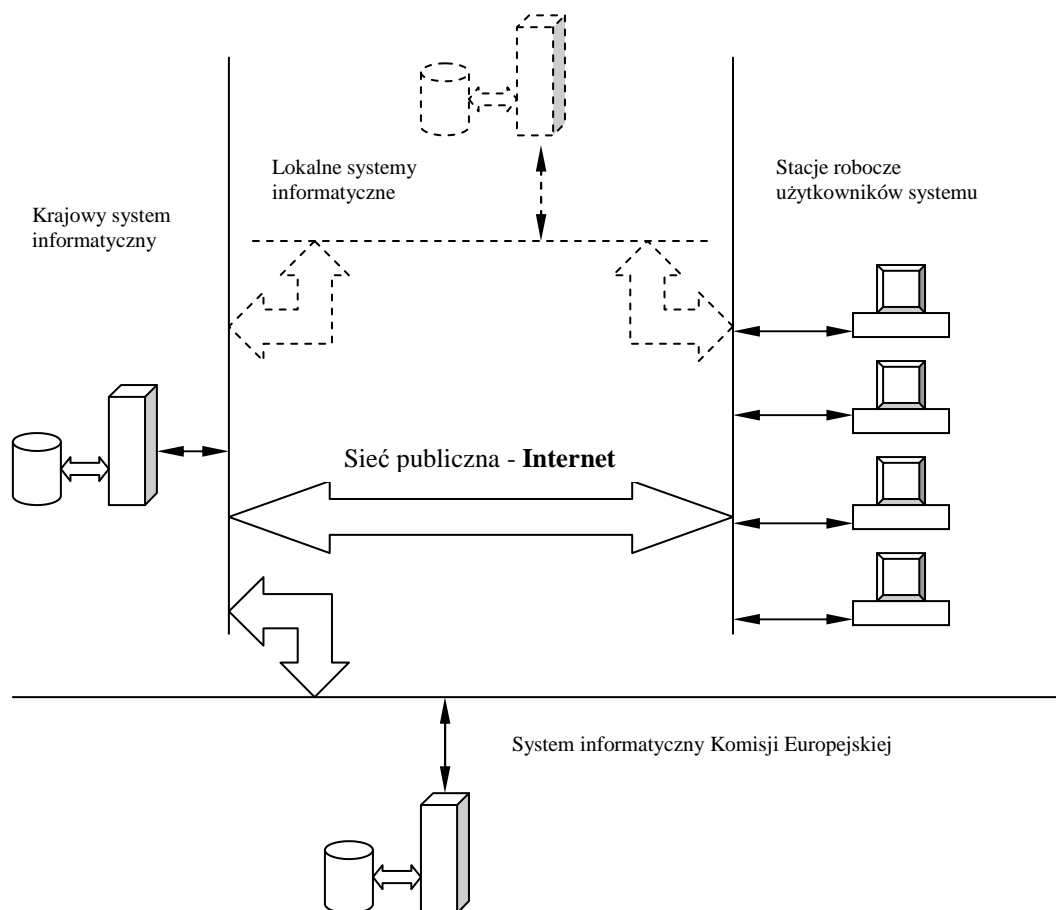 Lokalne systemy
informatyczne
Stacje robocze
użytkowników systemu
Krajowy system
informatyczny
Sieć publiczna - Internet
System informatyczny Komisji Europejskiej